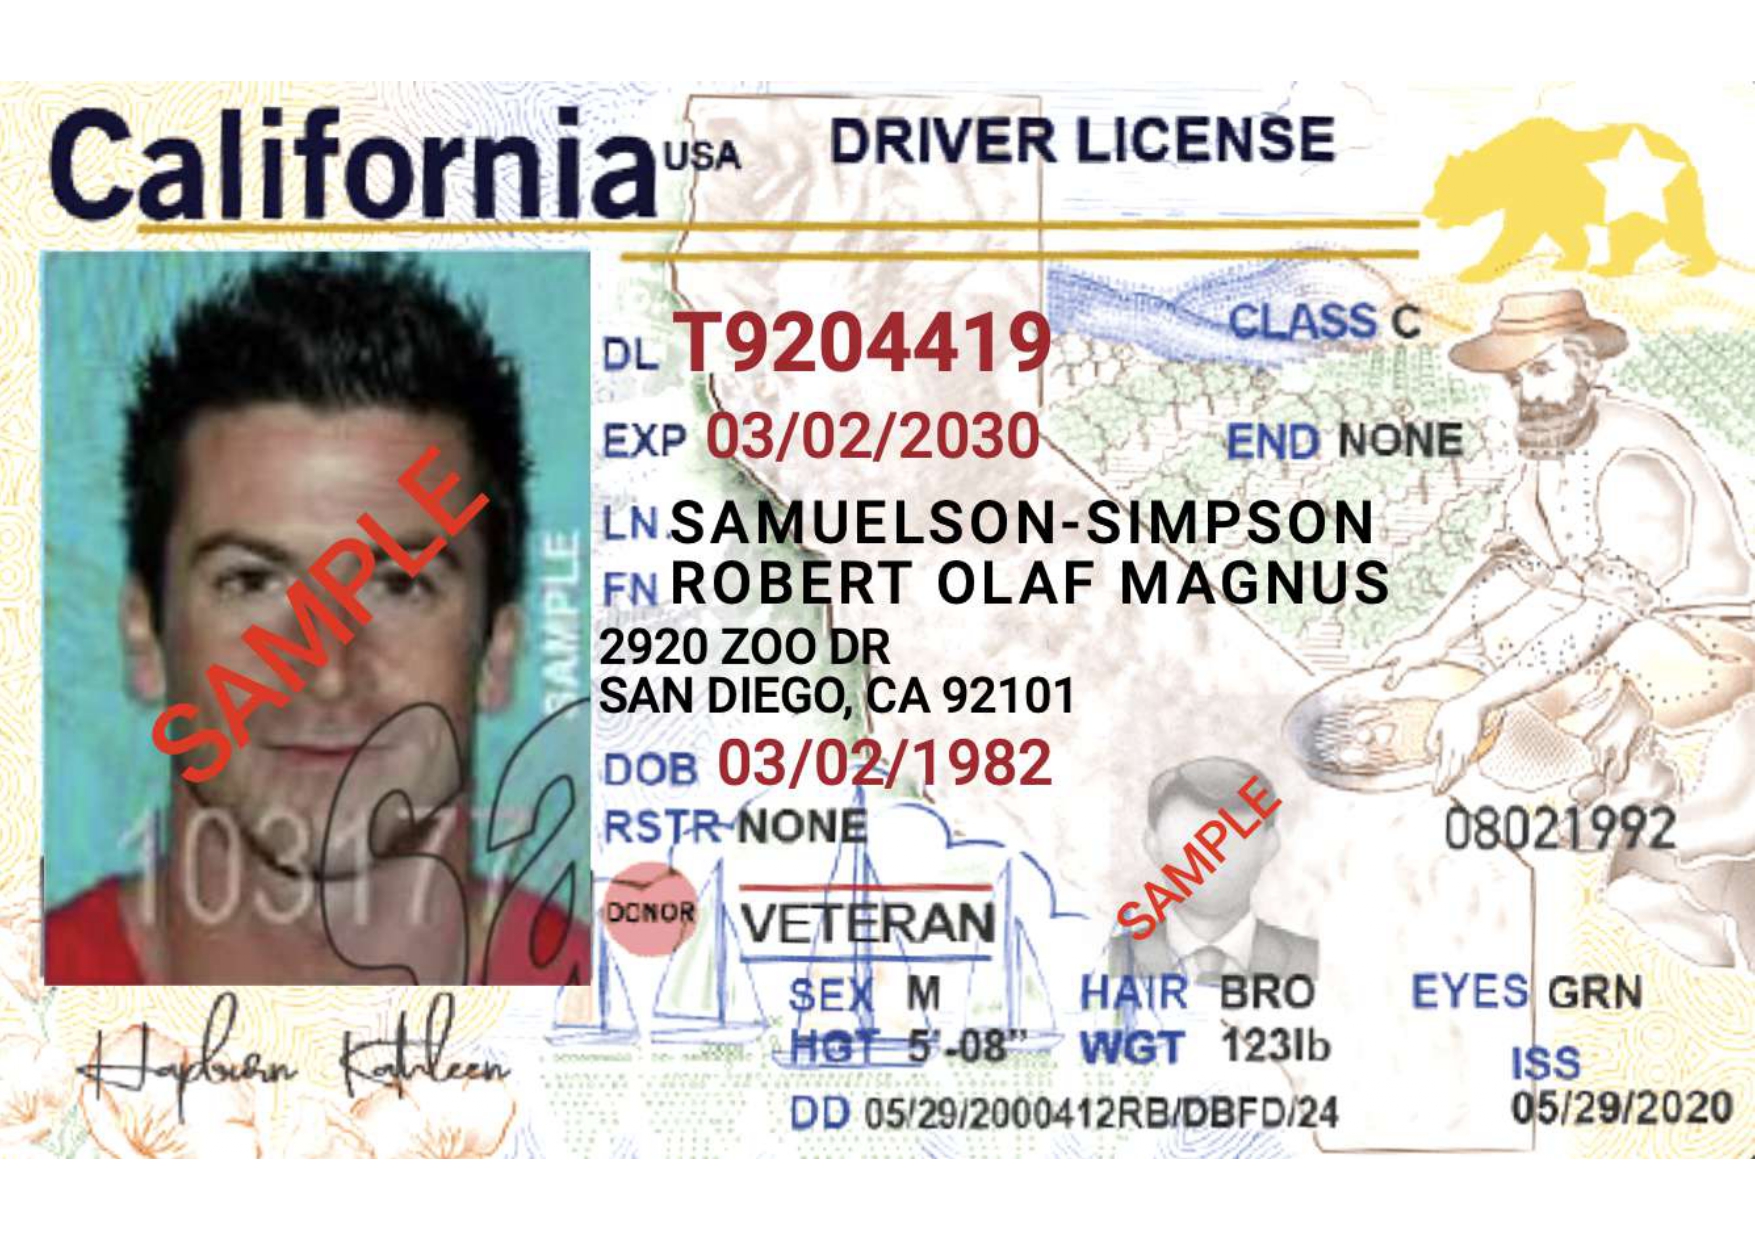 California USA DRIVER LICENSE
DL T9204419 CLASS C
EXP 03/02/2030 END NONE
LN SAMUELSON-SIMPSON
FN ROBERT OLAF MAGNUS
2920 ZOO DR
SAN DIEGO, CA 92101
DOB 03/02/1982
RSTR NONE
08021992
DONOR
VETERAN
SEX M HAIR BRO EYES GRN
HGT 5'-08" WGT 123lb
ISS
DD 05/29/2000412RB/DBFD/24 05/29/2020
SAMPLE
SAMPLE
SAMPLE
103177
Hapburn Kathleen